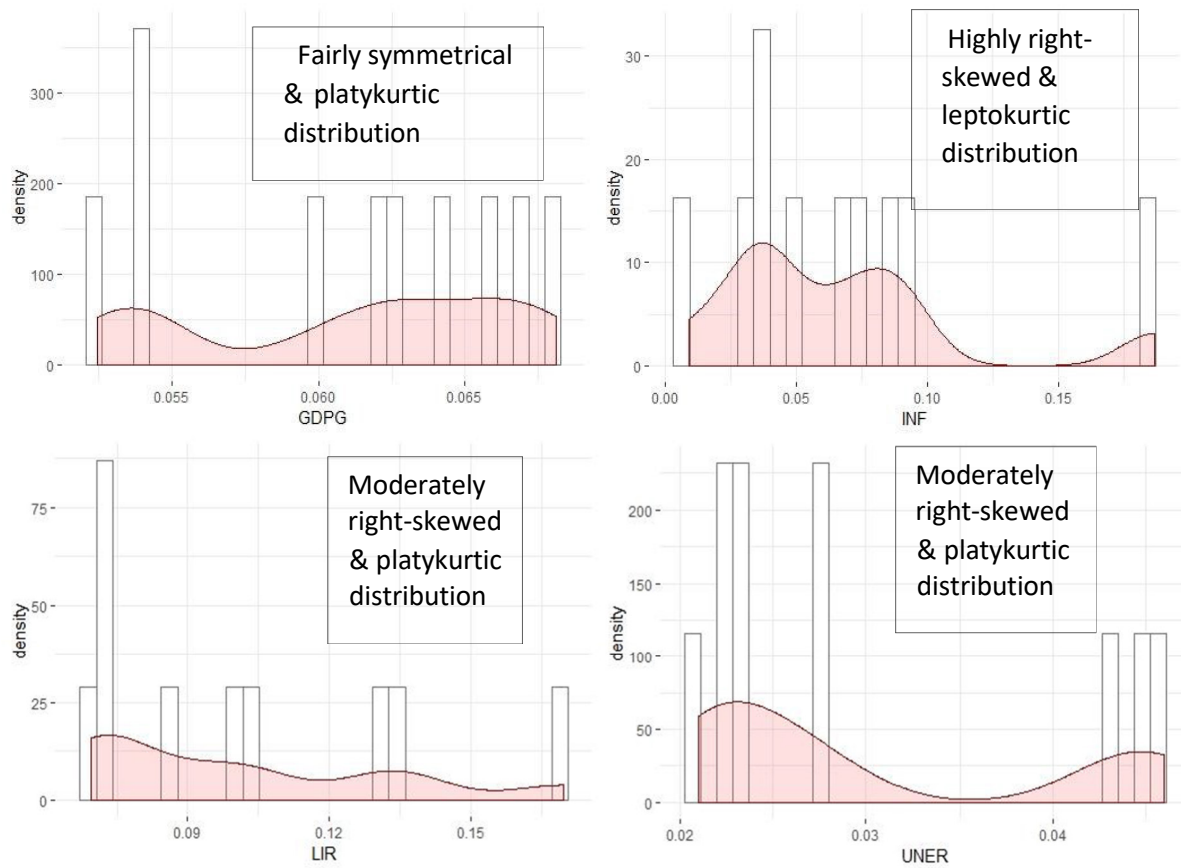 Fairly symmetrical
& platykurtic
distribution
300
200
100
0
density
0.055 0.060 0.065
GDPG
Highly right-
skewed &
leptokurtic
distribution
30
20
10
0
density
0.00 0.05 0.10 0.15
INF
Moderately
right-skewed
& platykurtic
distribution
75
50
25
0
density
0.09 0.12 0.15
LIR
Moderately
right-skewed
& platykurtic
distribution
200
150
100
50
0
density
0.02 0.03 0.04
UNER